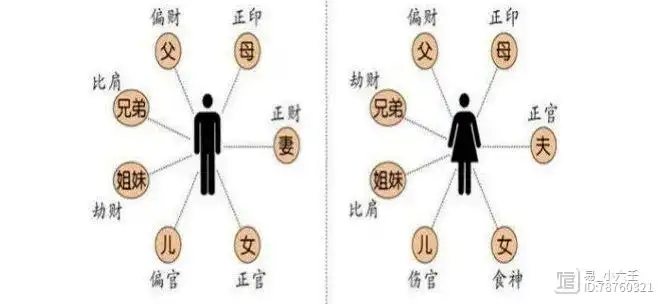 偏财
正印
父
母
比肩
兄弟
正财
妻
姐妹
劫财
儿
女
偏官
正官
偏财
正印
父
母
劫财
兄弟
正官
夫
姐妹
比肩
儿
女
伤官
食神
易_小六壬
ID:78760321